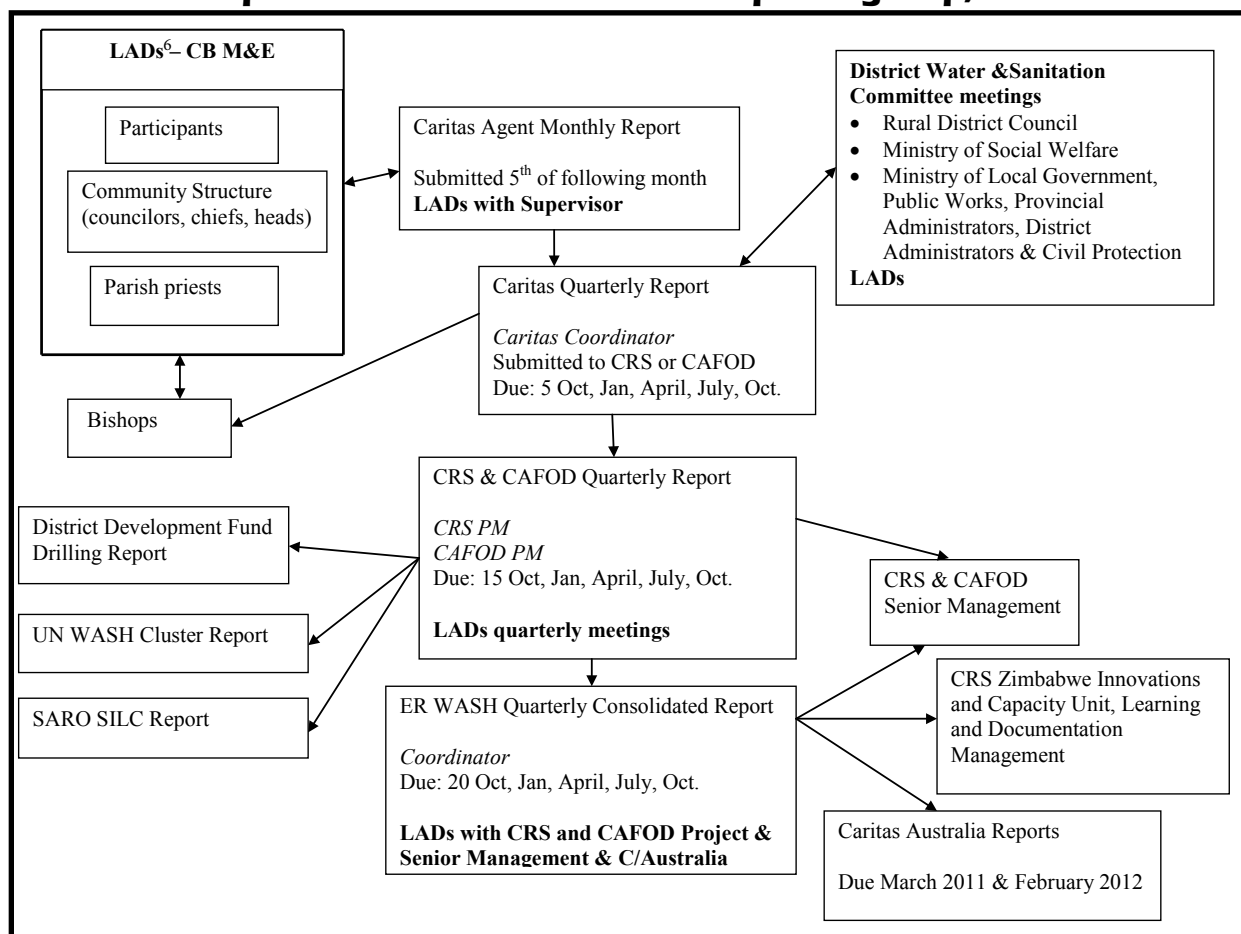 LADs⁶– CB M&E
Participants
Community Structure
(councilors, chiefs, heads)
Parish priests
Bishops
Caritas Agent Monthly Report
Submitted 5th of following month
LADs with Supervisor
District Water &Sanitation
Committee meetings
• Rural District Council
• Ministry of Social Welfare
• Ministry of Local Government,
Public Works, Provincial
Administrators, District
Administrators & Civil Protection
LADs
Caritas Quarterly Report
Caritas Coordinator
Submitted to CRS or CAFOD
Due: 5 Oct, Jan, April, July, Oct.
CRS & CAFOD Quarterly Report
CRS PM
CAFOD PM
Due: 15 Oct, Jan, April, July, Oct.
LADs quarterly meetings
District Development Fund
Drilling Report
UN WASH Cluster Report
SARO SILC Report
CRS & CAFOD
Senior Management
ER WASH Quarterly Consolidated Report
Coordinator
Due: 20 Oct, Jan, April, July, Oct.
LADs with CRS and CAFOD Project &
Senior Management & C/Australia
CRS Zimbabwe Innovations
and Capacity Unit, Learning
and Documentation
Management
Caritas Australia Reports
Due March 2011 & February 2012